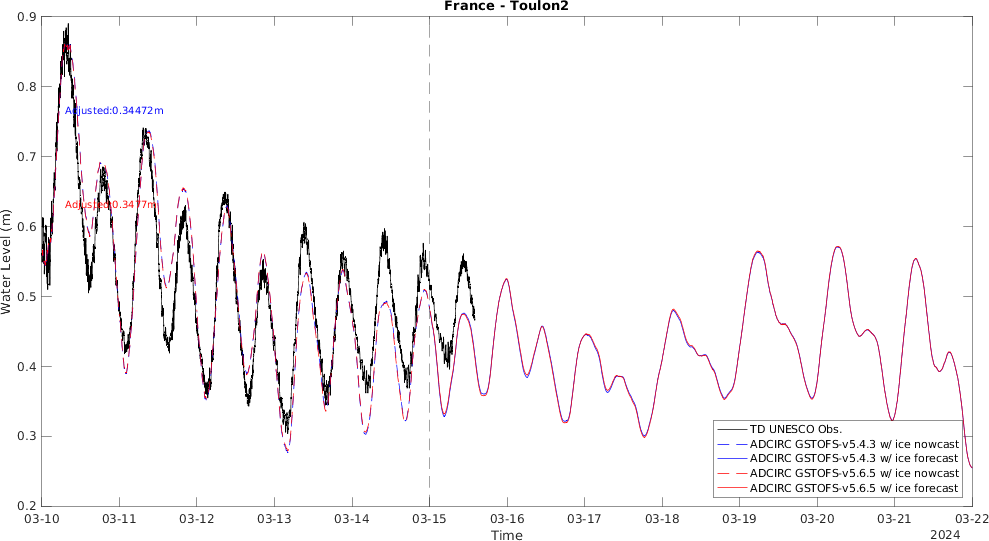 France - Toulon2
0.9
0.8
0.7
0.6
0.5
0.4
0.3
0.2
Water Level (m)
Adjusted:0.34472m
Adjusted:0.3477m
TD UNESCO Obs.
ADCIRC GSTOFS-v5.4.3 w/ ice nowcast
ADCIRC GSTOFS-v5.4.3 w/ ice forecast
ADCIRC GSTOFS-v5.6.5 w/ ice nowcast
ADCIRC GSTOFS-v5.6.5 w/ ice forecast
03-10 03-11 03-12 03-13 03-14 03-15 03-16 03-17 03-18 03-19 03-20 03-21 03-22
Time
2024